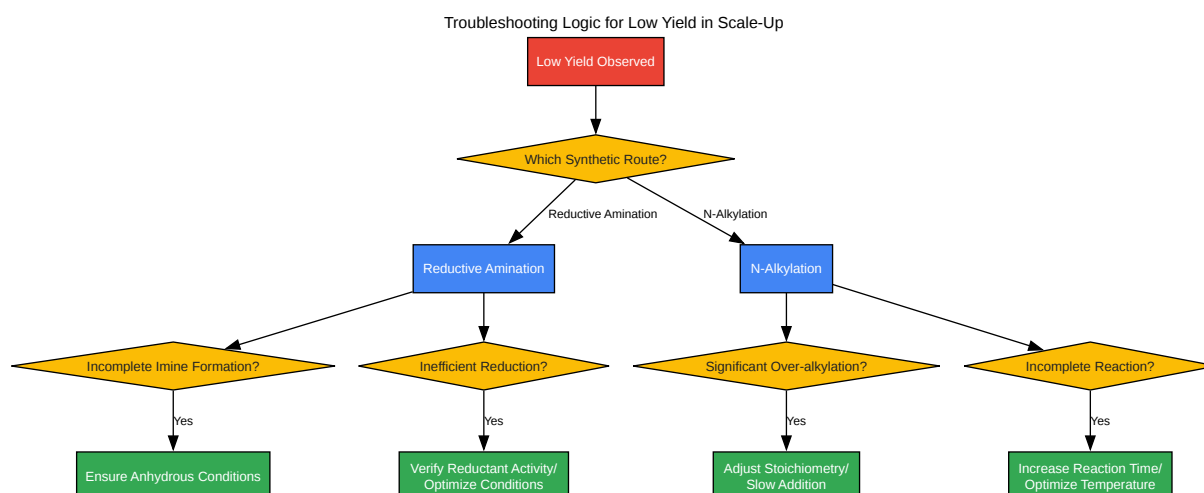 Troubleshooting Logic for Low Yield in Scale-Up
Low Yield Observed
Which Synthetic Route?
Reductive Amination
N-Alkylation
Reductive Amination
N-Alkylation
Incomplete Imine Formation?
Inefficient Reduction?
Significant Over-alkylation?
Incomplete Reaction?
Yes
Yes
Yes
Yes
Ensure Anhydrous Conditions
Verify Reductant Activity/
Optimize Conditions
Adjust Stoichiometry/
Slow Addition
Increase Reaction Time/
Optimize Temperature